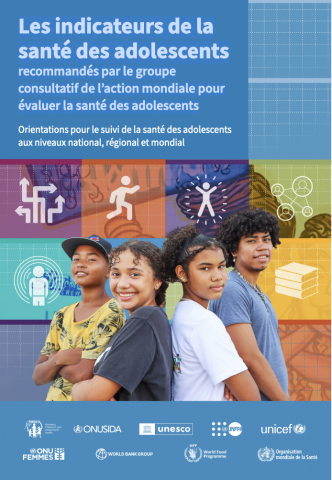 Les indicateurs de la
santé des adolescents
recommandés par le groupe
consultatif de l'action mondiale pour
évaluer la santé des adolescents
Orientations pour le suivi de la santé des adolescents
aux niveaux national, régional et mondial
ONUSIDA
unesco
UNFPA
unicef
ONU
FEMMES
WORLD BANK GROUP
WFP
World Food
Programme
Organisation
mondiale de la Santé